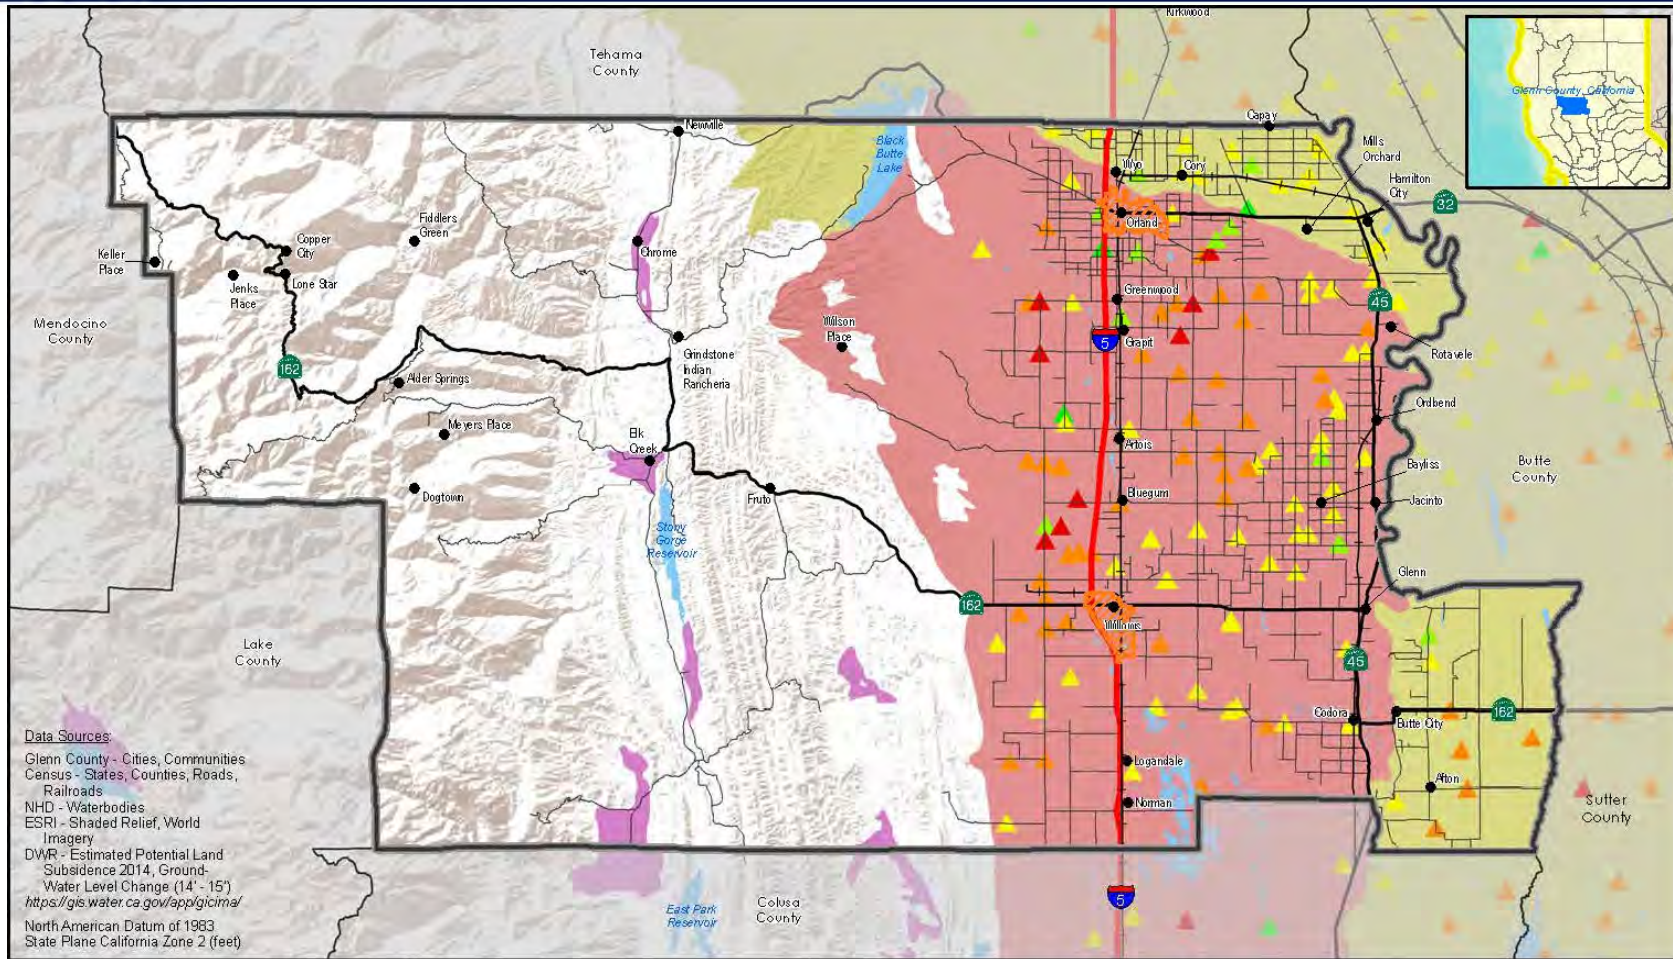 Kirkwood
Tehama
County
Glenn County, California
Newville
Capay
Black
Butte
Lake
Mills
Orchard
Wyo
Cory
Hamilton
City
32
Fiddlers
Green
Orland
Copper
City
Chrome
Keller
Place
Jenks
Place
Lone Star
Greenwood
45
Mendocino
County
Wilson
Place
5
Grapit
Rotavele
Grindstone
Indian
Rancheria
162
Alder Springs
Ordbend
Meyers Place
Elk
Creek
Artois
Bayliss
Butte
County
Dogtown
Fruto
Bluegum
Jacinto
Stony
Gorge
Reservoir
Glenn
162
Willows
Lake
County
45
Codora
Butte City
162
Data Sources:
Glenn County - Cities, Communities
Census - States, Counties, Roads,
Railroads
NHD - Waterbodies
ESRI - Shaded Relief, World
Imagery
DWR - Estimated Potential Land
Subsidence 2014, Ground-
Water Level Change (14' - 15')
https://gis.water.ca.gov/app/gicima/
North American Datum of 1983
State Plane California Zone 2 (feet)
Logandale
Afton
Norman
Sutter
County
East Park
Reservoir
Colusa
County
5